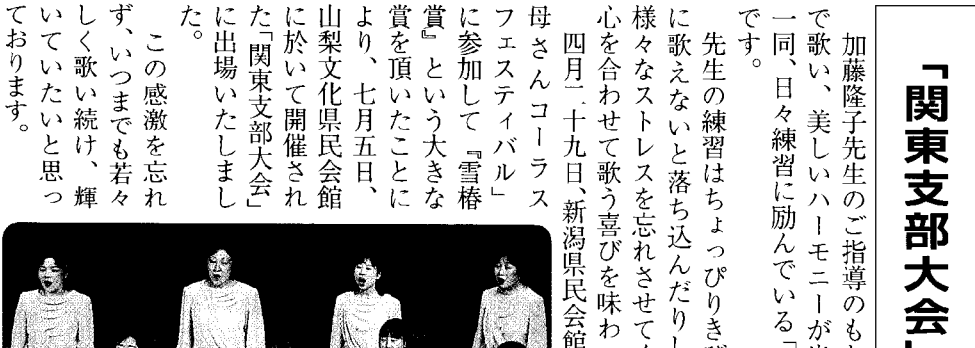 「関東支部大会」
加藤隆子先生のご指導のも
で歌い、美しいハーモニーが
一同、日々練習に励んでいる「
です。
先生の練習はちょっぴりきび
に歌えないと落ち込んだりし
様々なストレスを忘れさせて
心を合わせて歌う喜びを味わ
四月二十九日、新潟県民会館
母さんコーラス
フェスティバル」
に参加して『雪椿
賞』という大きな
賞を頂いたことに
より、七月五日、
山梨文化県民会館
に於いて開催され
た「関東支部大会」
に出場いたしまし
た。
この感激を忘れ
ず、いつまでも若々
しく歌い続け、輝
いていたいと思っ
ております。